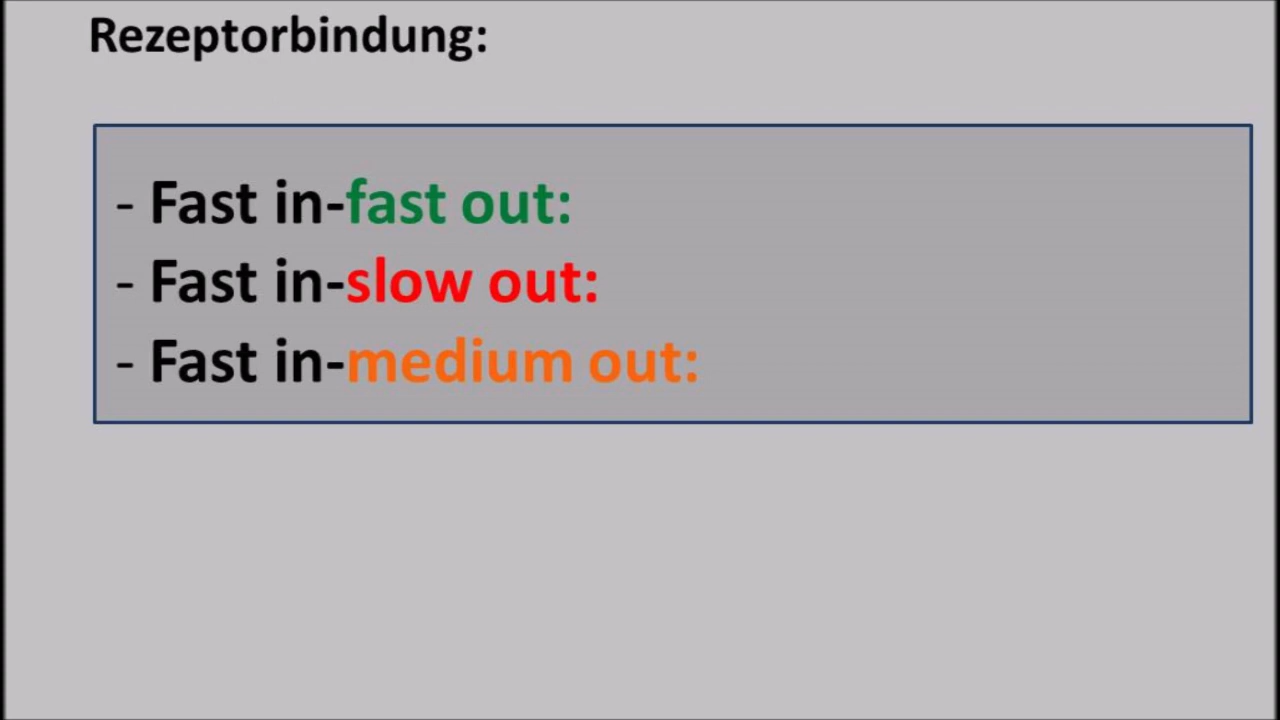 Rezeptorbindung:
- Fast in-fast out:
- Fast in-slow out:
- Fast in-medium out: